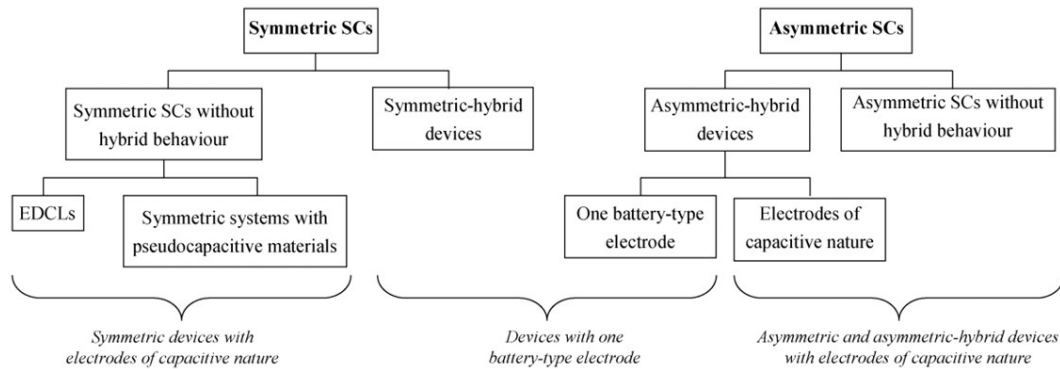 Symmetric SCs
Asymmetric SCs
Symmetric SCs without
hybrid behaviour
Symmetric-hybrid
devices
Asymmetric-hybrid
devices
Asymmetric SCs without
hybrid behaviour
EDCLs
Symmetric systems with
pseudocapacitive materials
One battery-type
electrode
Electrodes of
capacitive nature
Symmetric devices with
electrodes of capacitive nature
Devices with one
battery-type electrode
Asymmetric and asymmetric-hybrid devices
with electrodes of capacitive nature